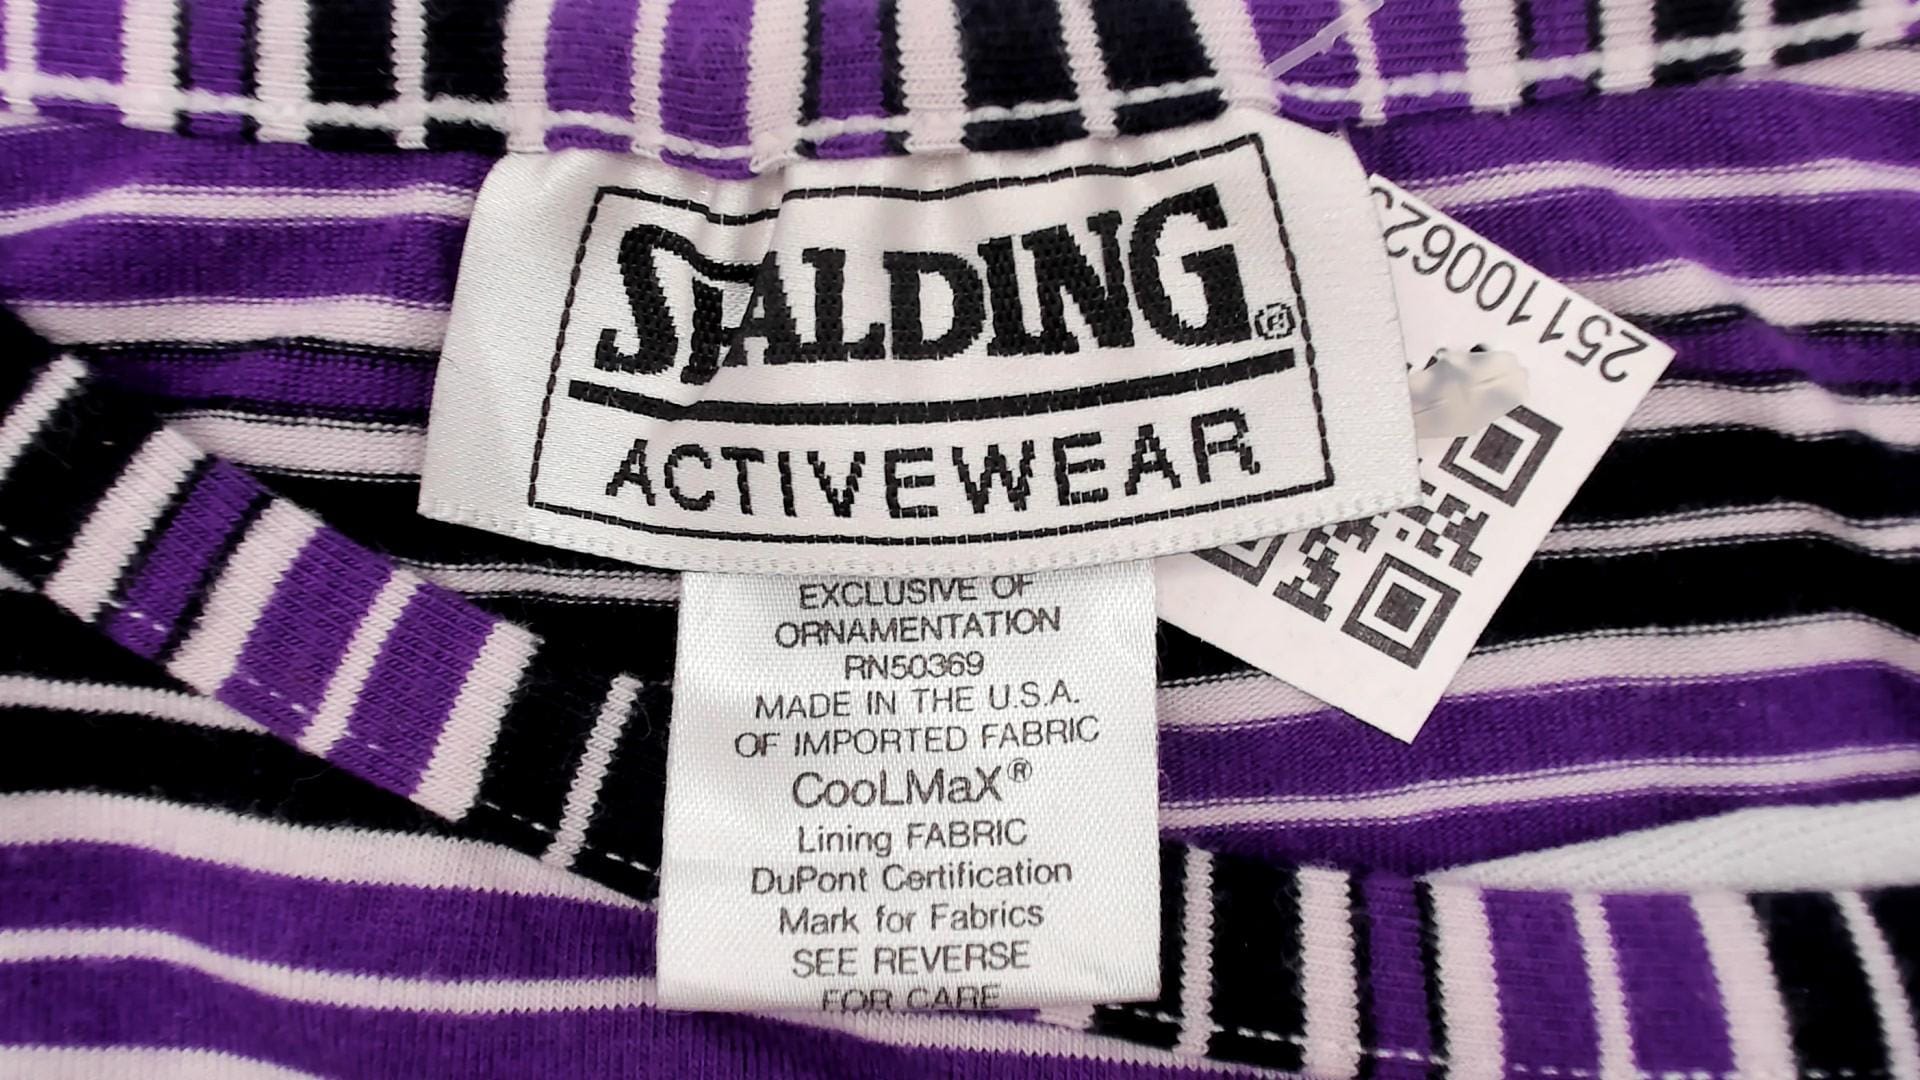 SPALDING®
ACTIVEWEAR
EXCLUSIVE OF
ORNAMENTATION
RN50369
MADE IN THE U.S.A.
OF IMPORTED FABRIC
CooLMaX®
Lining FABRIC
DuPont Certification
Mark for Fabrics
SEE REVERSE
FOR CARE